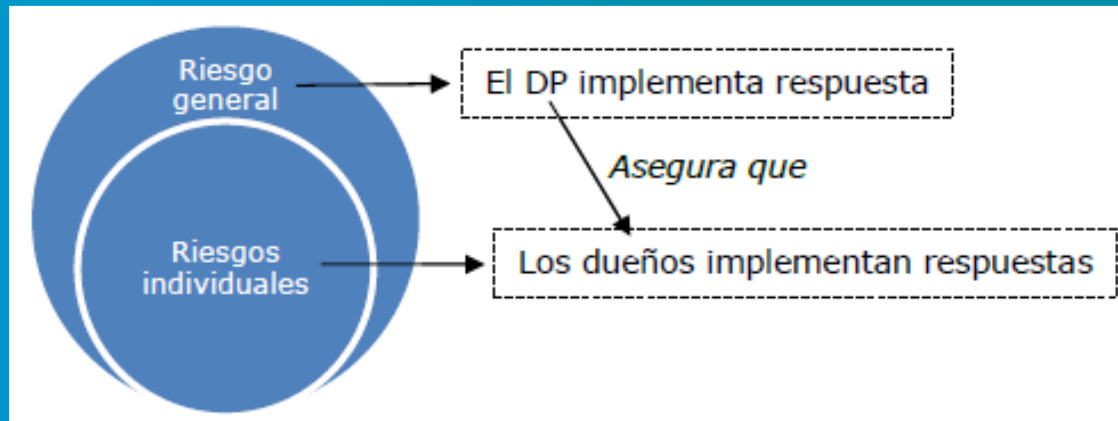 Riesgo
general
El DP implementa respuesta
Asegura que
Riesgos
individuales
Los dueños implementan respuestas